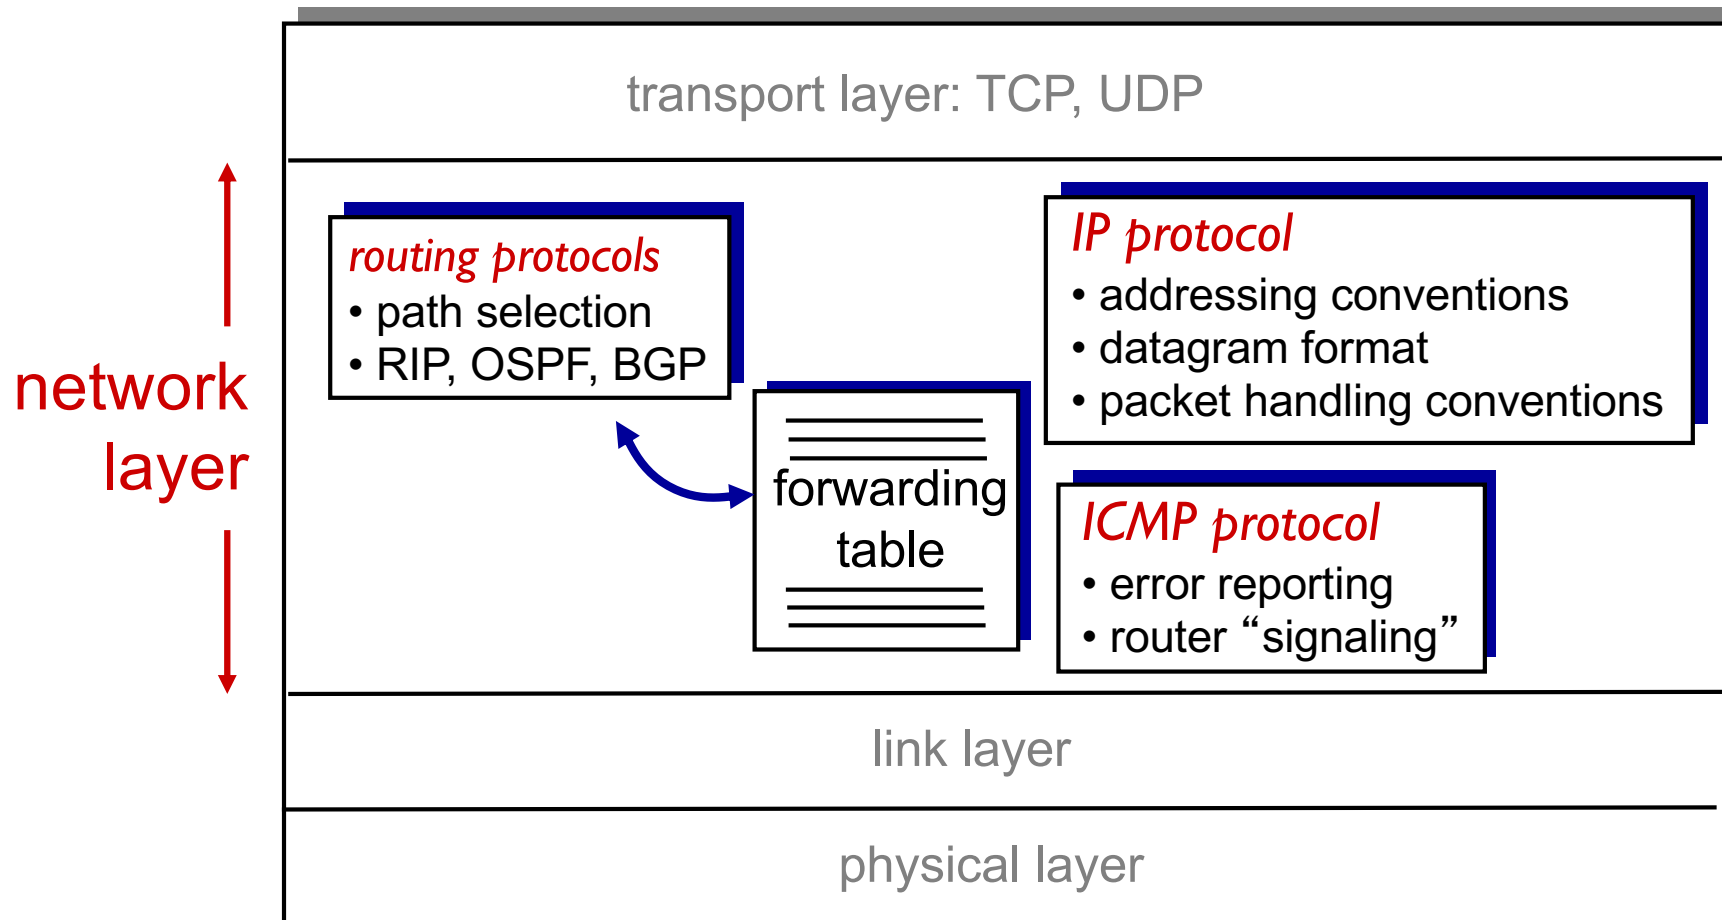 transport layer: TCP, UDP
network
layer
routing protocols
• path selection
• RIP, OSPF, BGP
forwarding
table
IP protocol
• addressing conventions
• datagram format
• packet handling conventions
ICMP protocol
• error reporting
• router “signaling”
link layer
physical layer